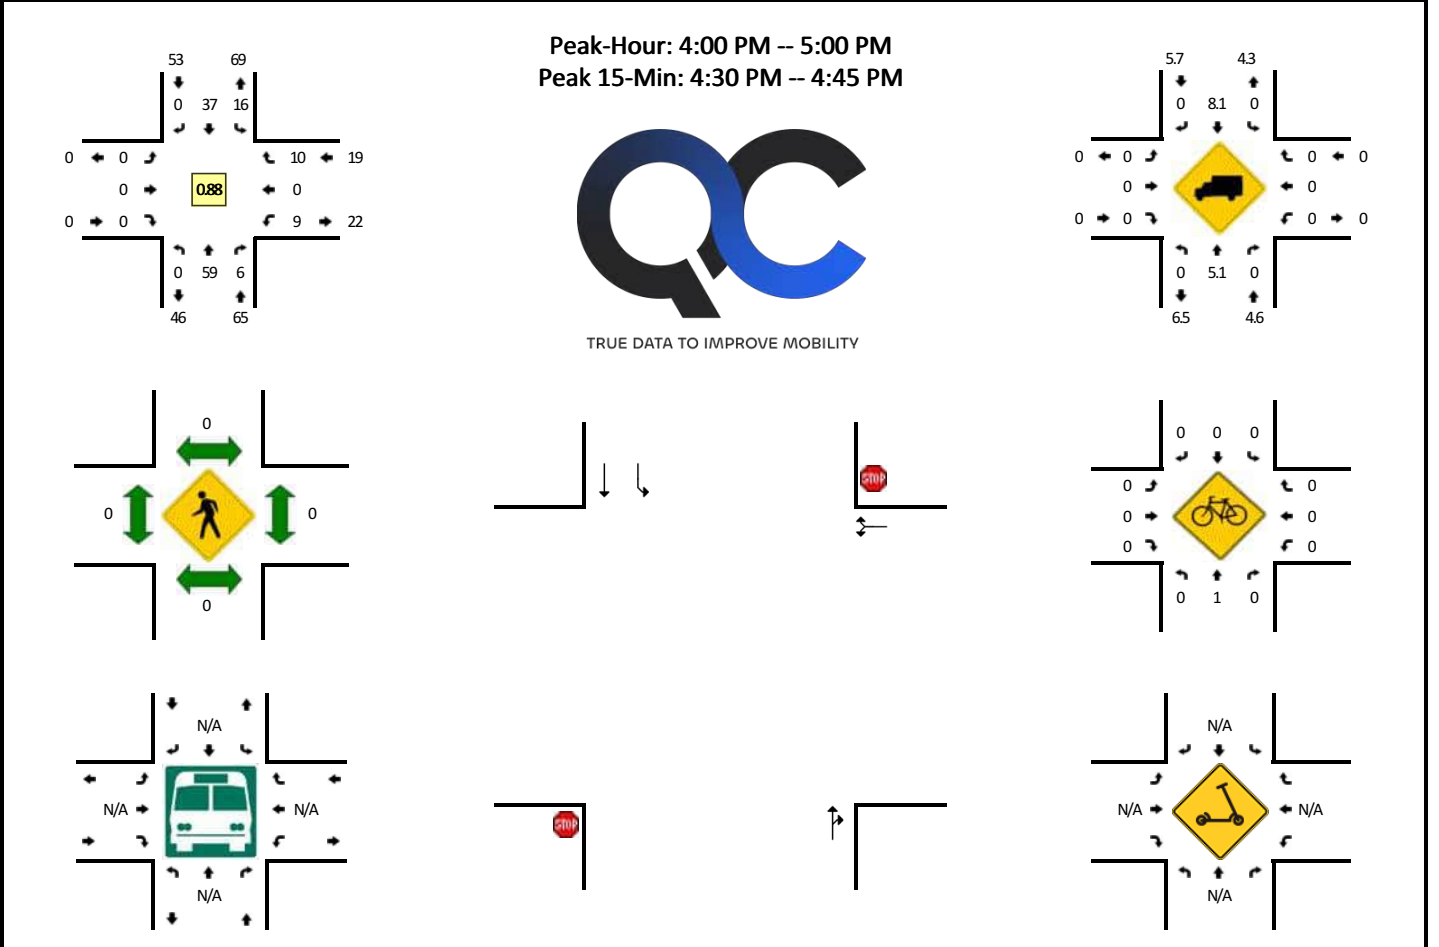 Peak-Hour: 4:00 PM -- 5:00 PM
Peak 15-Min: 4:30 PM -- 4:45 PM
53 69
0 37 16
0 0 10 19
0 0.88 0
0 0 9 22
0 59 6
46 65
QC
TRUE DATA TO IMPROVE MOBILITY
5.7 4.3
0 8.1 0
0 0 0 0
0 0
0 0 0 0
0 5.1 0
6.5 4.6
0
0 0
0
STOP
STOP
0 0 0
0 0
0 0
0 0
0 1 0
N/A
N/A N/A
N/A
N/A
N/A N/A
N/A